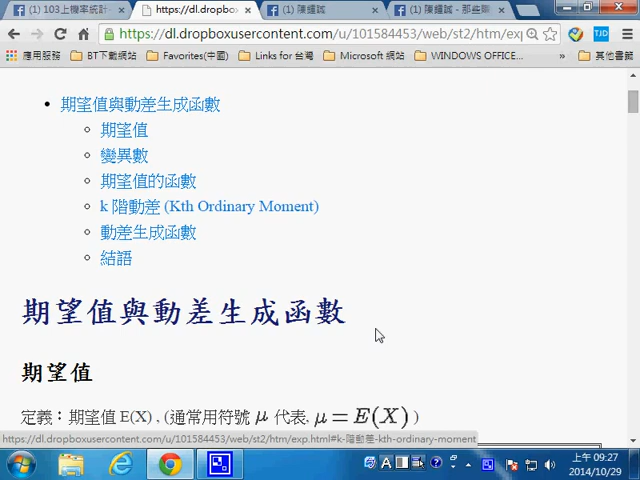 (1) 103上機率統計
https://dl.dropbox
(1) 陳鍾誠
(1) 陳鍾誠 - 那些聊
https://dl.dropboxusercontent.com/u/101584453/web/st2/htm/exp
應用服務 BT下載網站 Favorites(中國) Links for 台灣 Microsoft 網站 WINDOWS OFFICE... » 其他書籤
期望值與動差生成函數
期望值
變異數
期望值的函數
k 階動差 (Kth Ordinary Moment)
動差生成函數
結語
期望值與動差生成函數
期望值
定義：期望值 E(X) , (通常用符號 μ 代表, μ = E(X) )
https://dl.dropboxusercontent.com/u/101584453/web/st2/htm/exp.html#k-階動差-kth-ordinary-moment
上午 09:27
2014/10/29